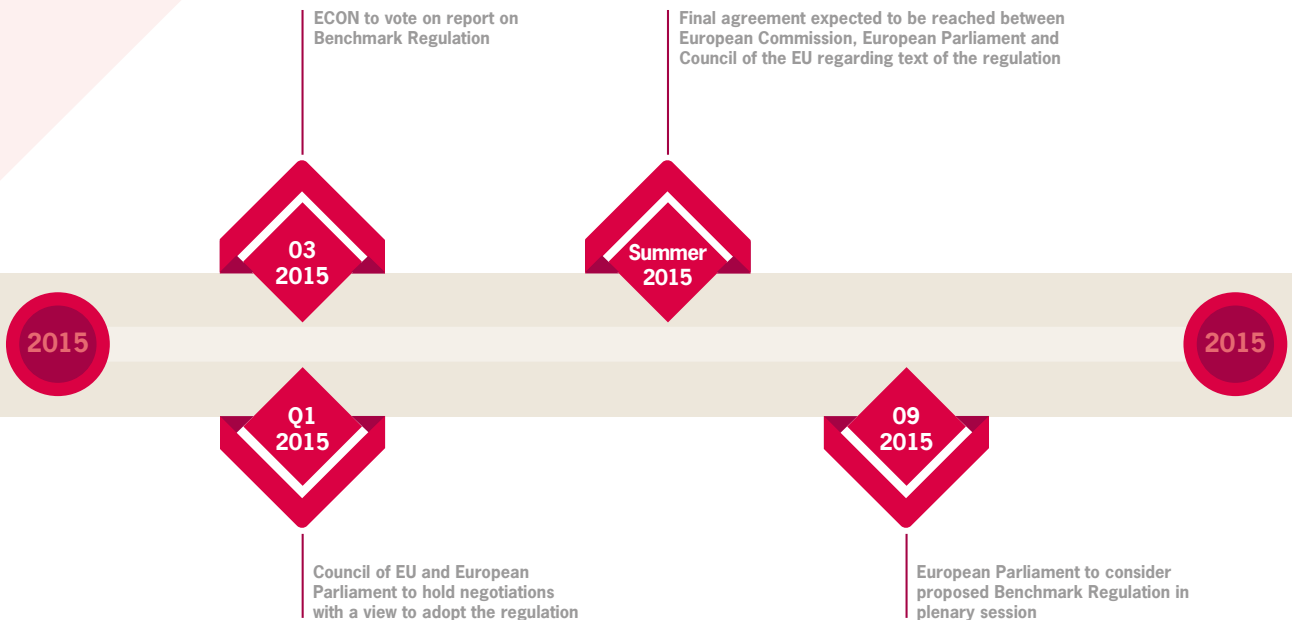 ECON to vote on report on
Benchmark Regulation
Final agreement expected to be reached between
European Commission, European Parliament and
Council of the EU regarding text of the regulation
03
2015
Summer
2015
2015
2015
Q1
2015
09
2015
Council of EU and European
Parliament to hold negotiations
with a view to adopt the regulation
European Parliament to consider
proposed Benchmark Regulation in
plenary session